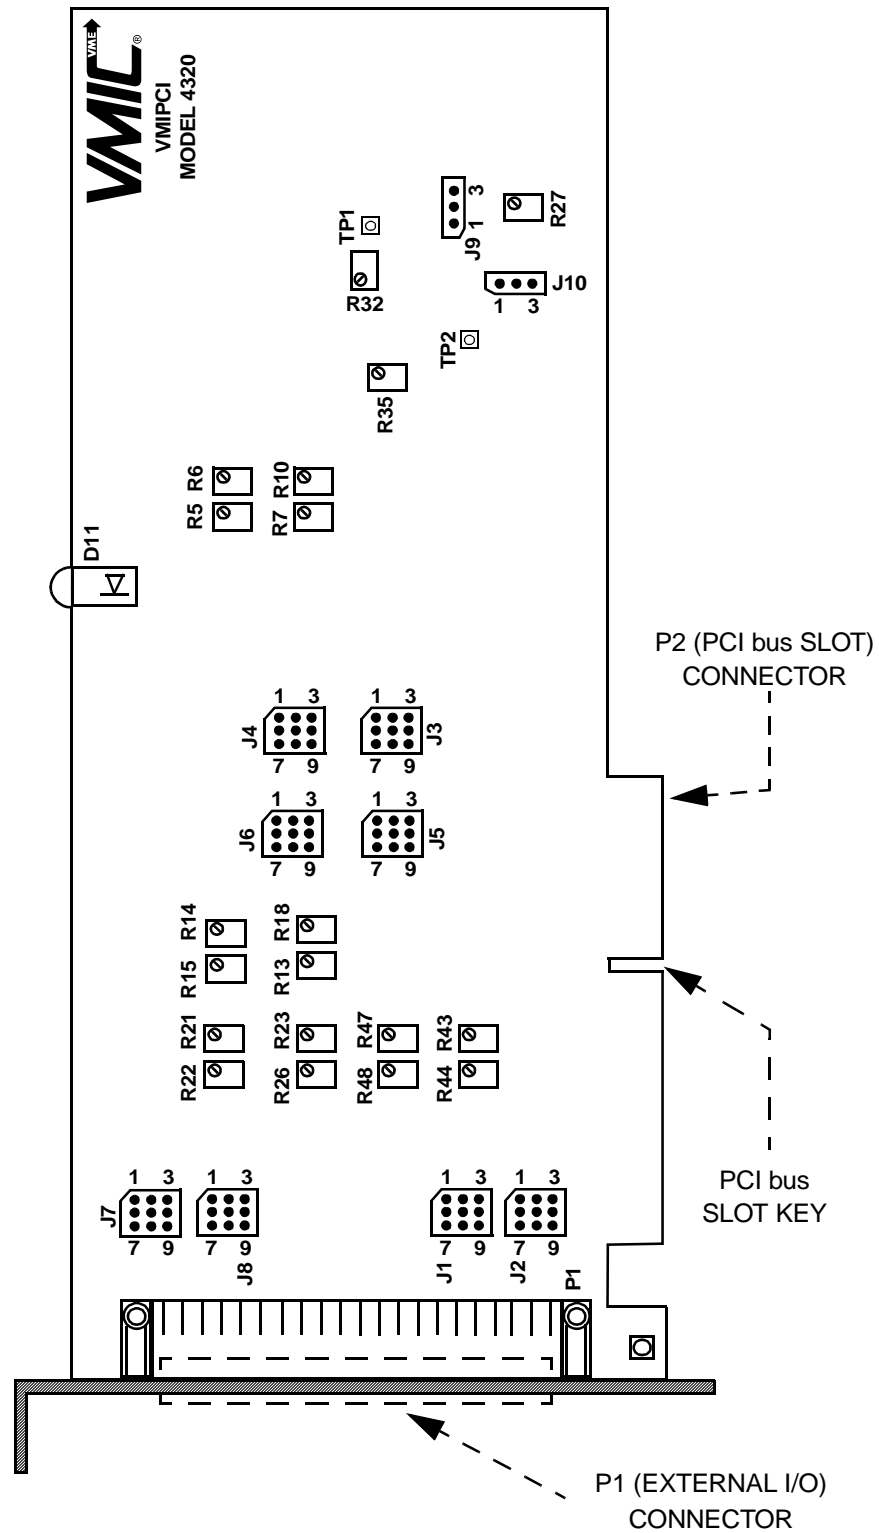 VME
VMIC®
VMIPCI
MODEL 4320
3
1
J9
R27
TP1
R32
J10
1 3
TP2
R35
R6
R10
R5
R7
D11
P2 (PCI bus SLOT)
CONNECTOR
1 3
J4
7 9
1 3
J3
7 9
1 3
J6
7 9
1 3
J5
7 9
R14
R18
R15
R13
R21
R23
R47
R43
R22
R26
R48
R44
PCI bus
SLOT KEY
1 3
J7
7 9
1 3
7 9
J8
1 3
7 9
J1
1 3
7 9
J2
P1
P1 (EXTERNAL I/O)
CONNECTOR